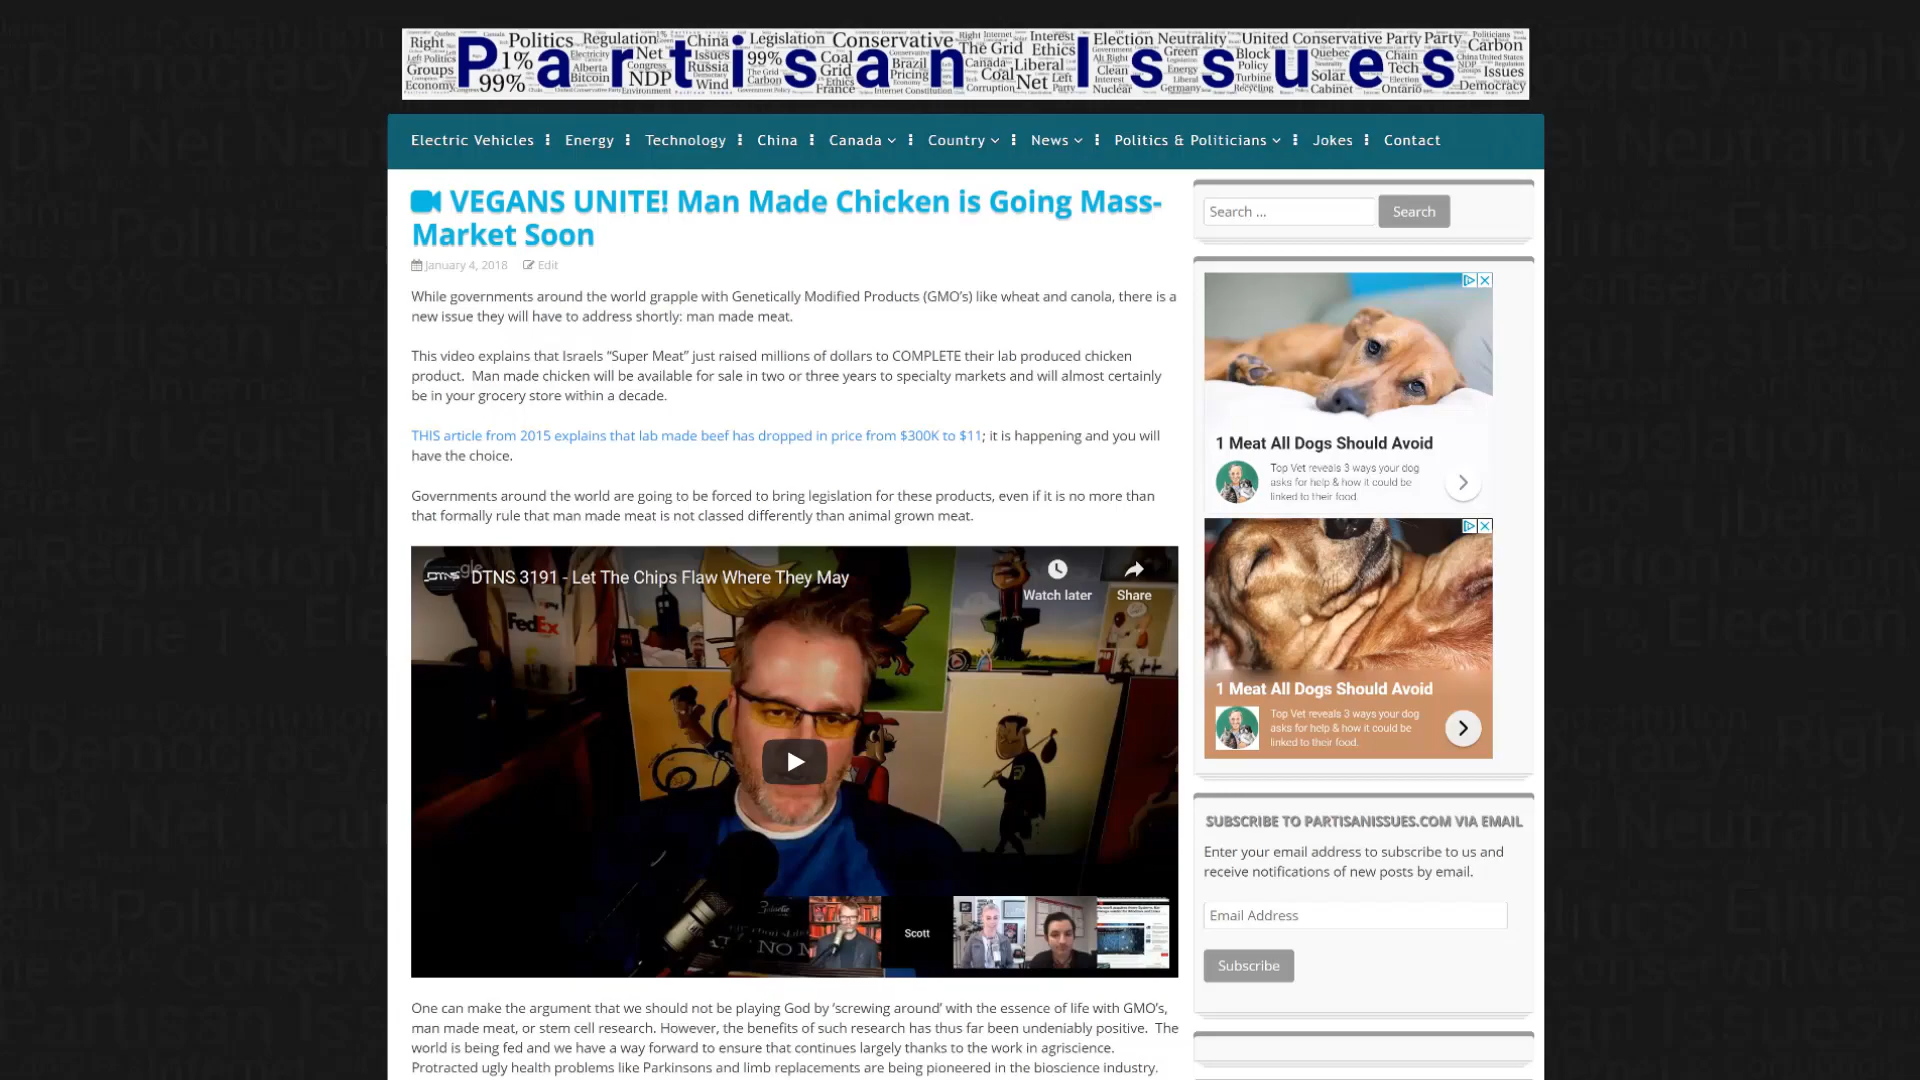 Partisan Issues
Electric Vehicles
Energy
Technology
China
Canada
Country
News
Politics & Politicians
Jokes
Contact
VEGANS UNITE! Man Made Chicken is Going Mass-
Market Soon
January 4, 2018 Edit
While governments around the world grapple with Genetically Modified Products (GMO's) like wheat and canola, there is a
new issue they will have to address shortly: man made meat.
This video explains that Israels “Super Meat” just raised millions of dollars to COMPLETE their lab produced chicken
product. Man made chicken will be available for sale in two or three years to specialty markets and will almost certainly
be in your grocery store within a decade.
THIS article from 2015 explains that lab made beef has dropped in price from $300K to $11; it is happening and you will
have the choice.
Governments around the world are going to be forced to bring legislation for these products, even if it is no more than
that formally rule that man made meat is not classed differently than animal grown meat.
DTNS
DTNS 3191 - Let The Chips Flaw Where They May
Watch later
Share
FedEx
Scott
One can make the argument that we should not be playing God by ‘screwing around’ with the essence of life with GMO's,
man made meat, or stem cell research. However, the benefits of such research has thus far been undeniably positive. The
world is being fed and we have a way forward to ensure that continues largely thanks to the work in agriscience.
Protracted ugly health problems like Parkinsons and limb replacements are being pioneered in the bioscience industry.
Search ...
Search
1 Meat All Dogs Should Avoid
Top Vet reveals 3 ways your dog
asks for help & how it could be
linked to their food.
1 Meat All Dogs Should Avoid
Top Vet reveals 3 ways your dog
asks for help & how it could be
linked to their food.
SUBSCRIBE TO PARTISANISSUES.COM VIA EMAIL
Enter your email address to subscribe to us and
receive notifications of new posts by email.
Email Address
Subscribe